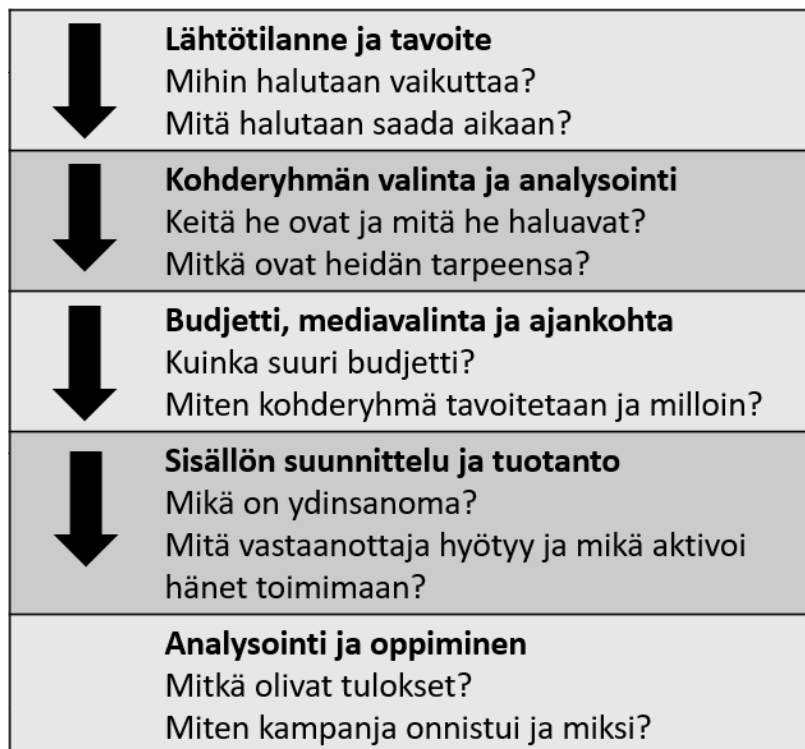 Lähtötilanne ja tavoite
Mihin halutaan vaikuttaa?
Mitä halutaan saada aikaan?
Kohderyhmän valinta ja analysointi
Keitä he ovat ja mitä he haluavat?
Mitkä ovat heidän tarpeensa?
Budjetti, mediavalinta ja ajankohta
Kuinka suuri budjetti?
Miten kohderyhmä tavoitetaan ja milloin?
Sisällön suunnittelu ja tuotanto
Mikä on ydinsanoma?
Mitä vastaanottaja hyötyy ja mikä aktivoi
hänet toimimaan?
Analysointi ja oppiminen
Mitkä olivat tulokset?
Miten kampanja onnistui ja miksi?